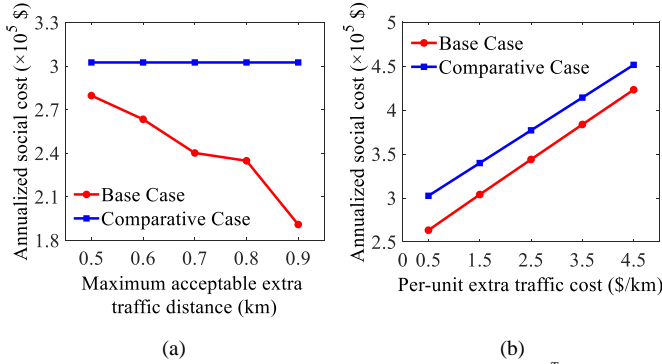 Annualized social cost (×10⁵ $)
3.3
3
2.7
2.4
2.1
1.8
Base Case
Comparative Case
0.5 0.6 0.7 0.8 0.9
Maximum acceptable extra
traffic distance (km)
(a)
Annualized social cost (×10⁵ $)
5
4.5
4
3.5
3
2.5
Base Case
Comparative Case
0 0.5 1.5 2.5 3.5 4.5
Per-unit extra traffic cost ($/km)
(b)
T